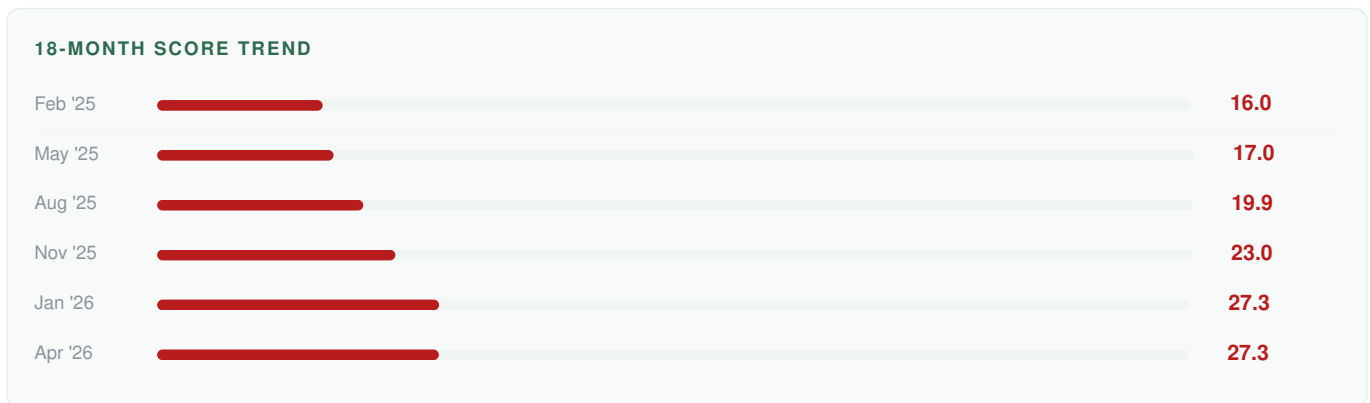 18-MONTH SCORE TREND
Feb '25 16.0
May '25 17.0
Aug '25 19.9
Nov '25 23.0
Jan '26 27.3
Apr '26 27.3